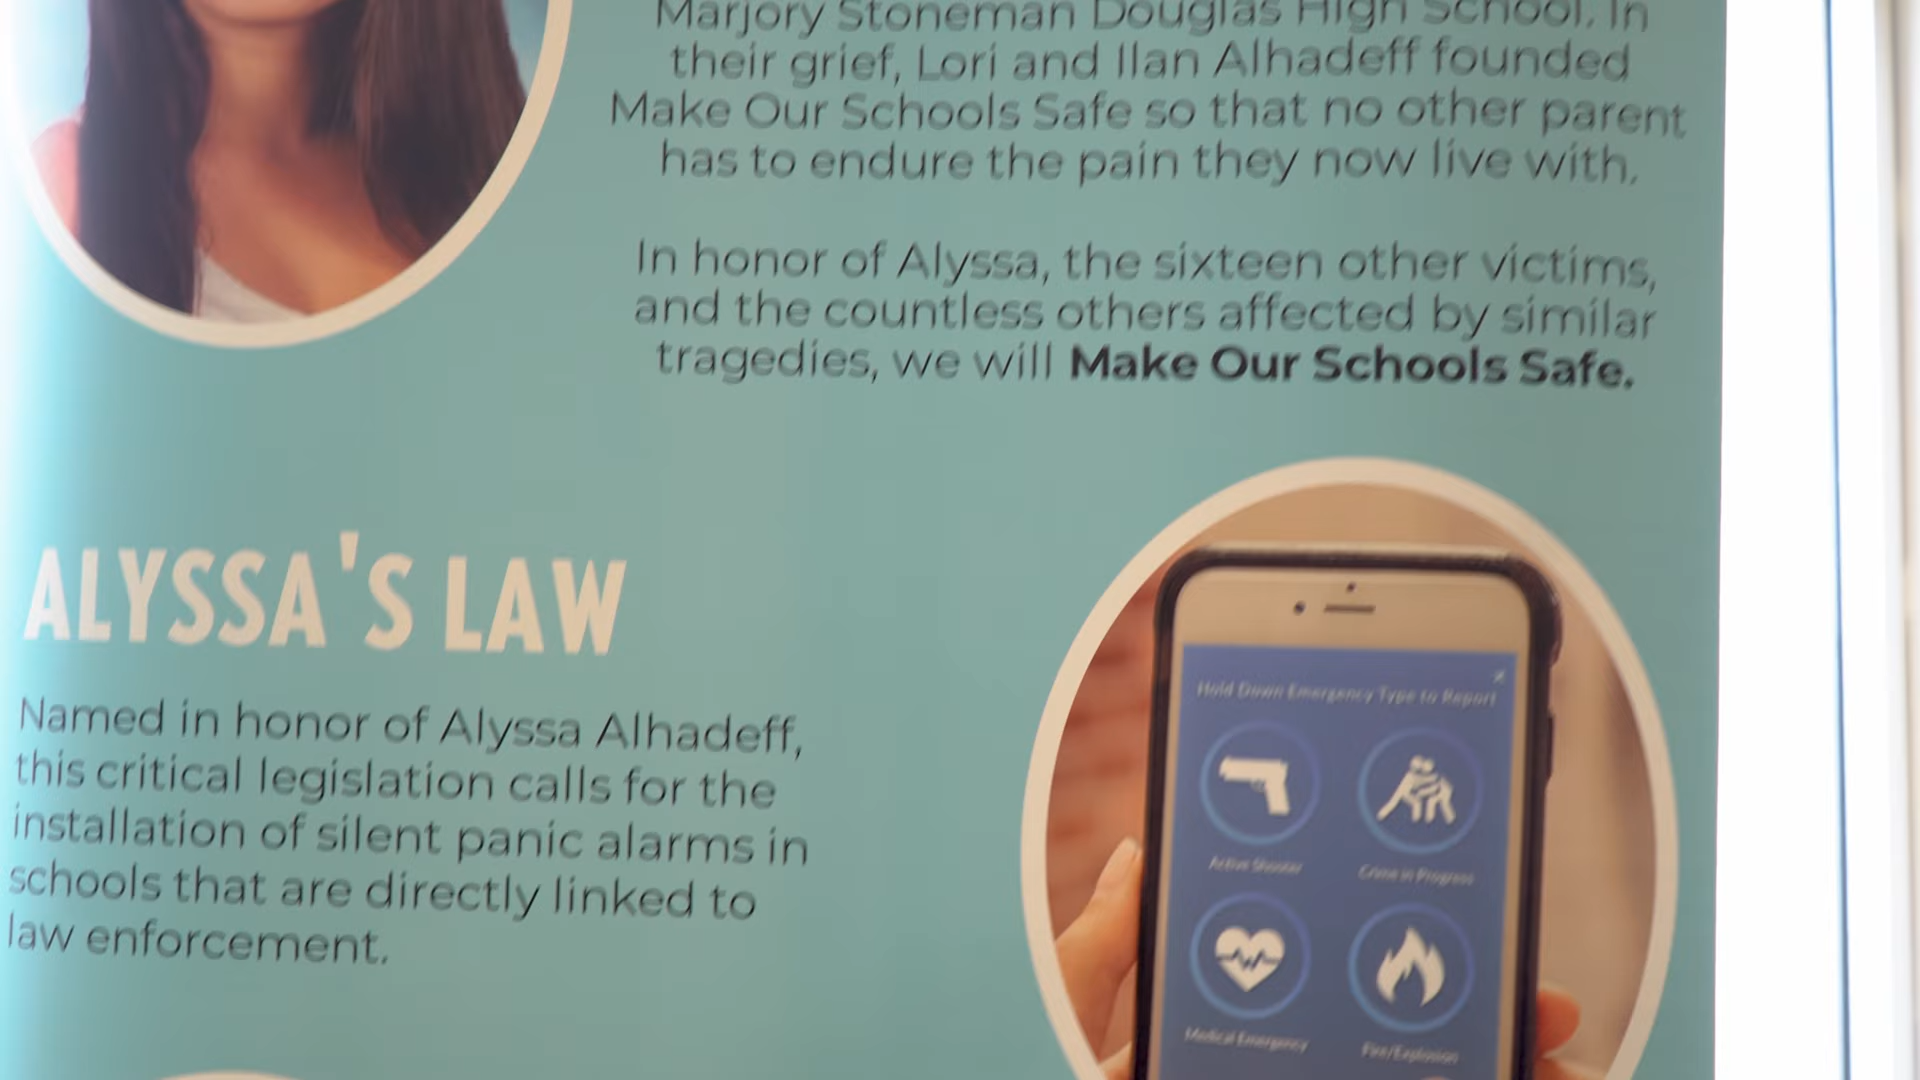 Marjory Stoneman Douglas High School. In
their grief, Lori and Ilan Alhadeff founded
Make Our Schools Safe so that no other parent
has to endure the pain they now live with.
In honor of Alyssa, the sixteen other victims,
and the countless others affected by similar
tragedies, we will Make Our Schools Safe.
ALYSSA'S LAW
Named in honor of Alyssa Alhadeff,
this critical legislation calls for the
installation of silent panic alarms in
schools that are directly linked to
law enforcement.
Hold Down Emergency Type to Report
Active Shooter
Crime in Progress
Medical Emergency
Fire/Explosion